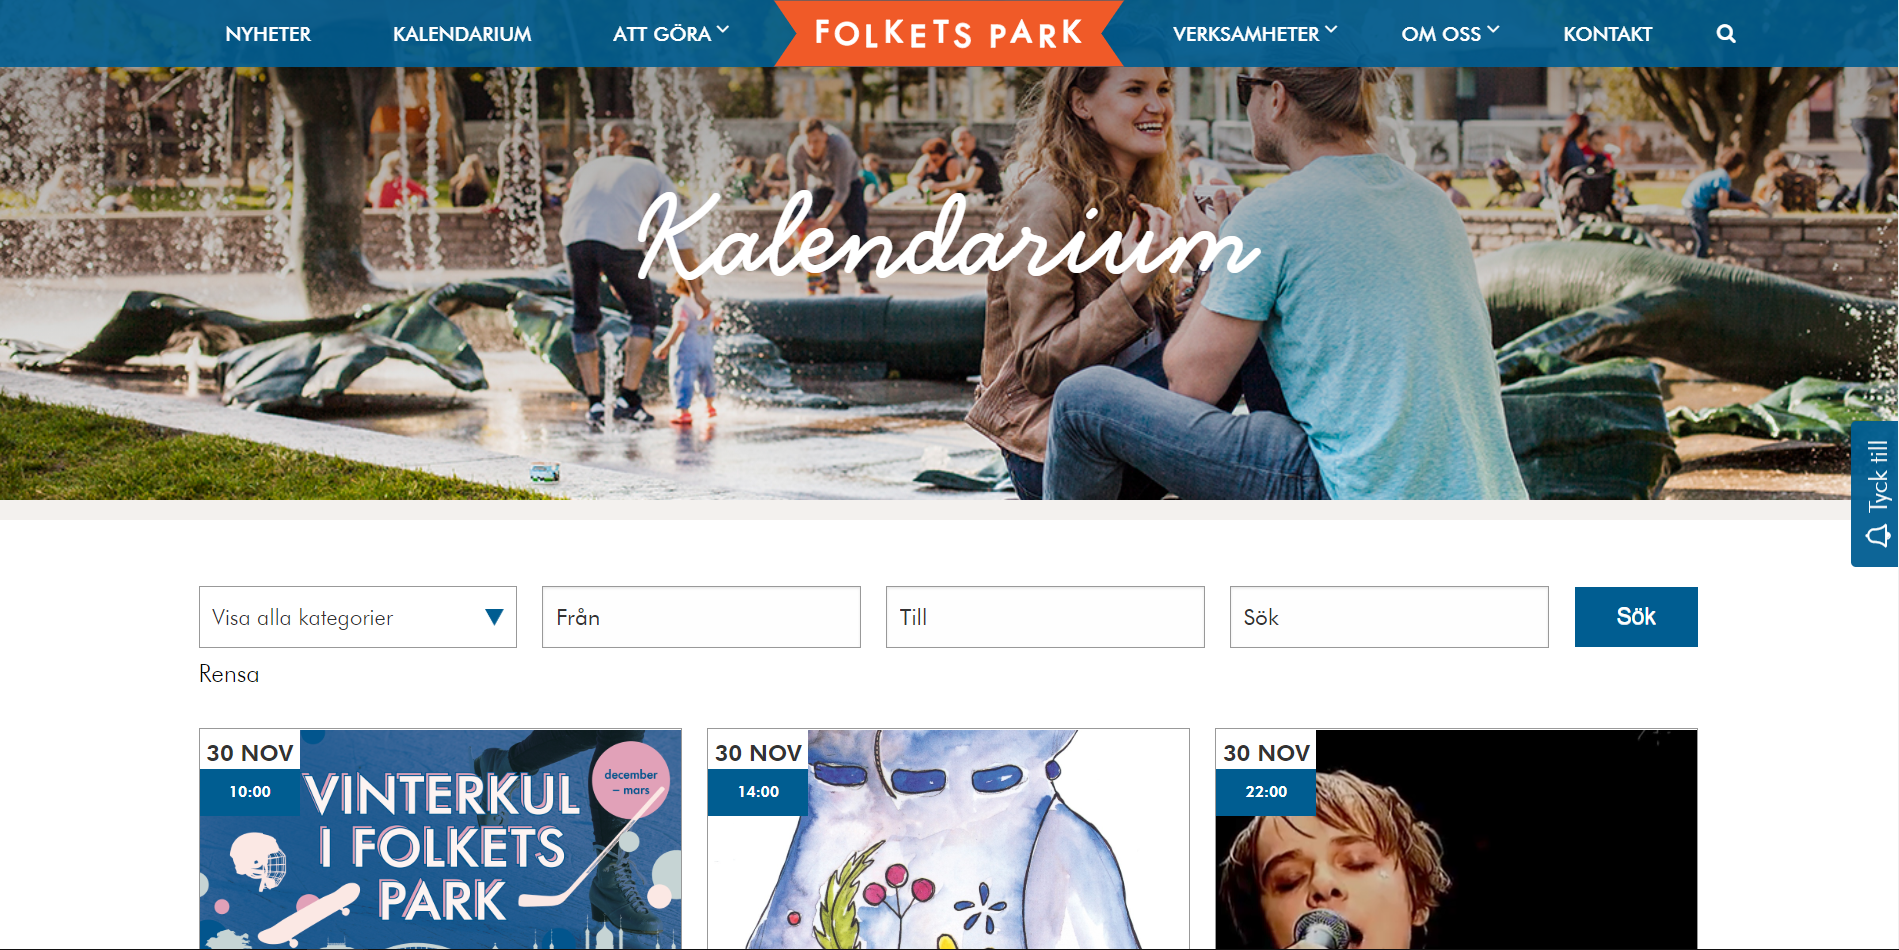 NYHETER
KALENDARIUM
ATT GÖRA
FOLKETS PARK
VERKSAMHETER
OM OSS
KONTAKT
Kalendarium
Tyck till
Visa alla kategorier
Från
Till
Sök
Sök
Rensa
30 NOV
10:00
VINTERKUL
I FOLKETS
PARK
december
– mars
30 NOV
14:00
30 NOV
22:00